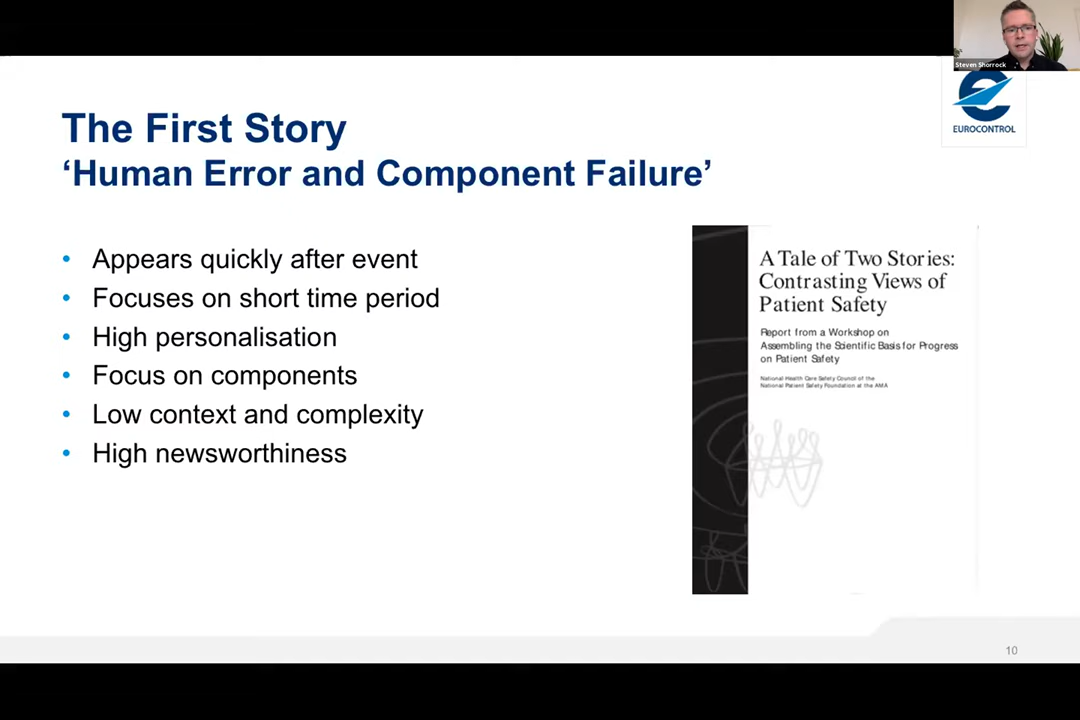 Steven Shorrock
EUROCONTROL
The First Story
‘Human Error and Component Failure’
• Appears quickly after event
• Focuses on short time period
• High personalisation
• Focus on components
• Low context and complexity
• High newsworthiness
A Tale of Two Stories:
Contrasting Views of
Patient Safety
Report from a Workshop on
Assembling the Scientific Basis for Progress
on Patient Safety
National Health Care Safety Council of the
National Patient Safety Foundation at the AMA
10